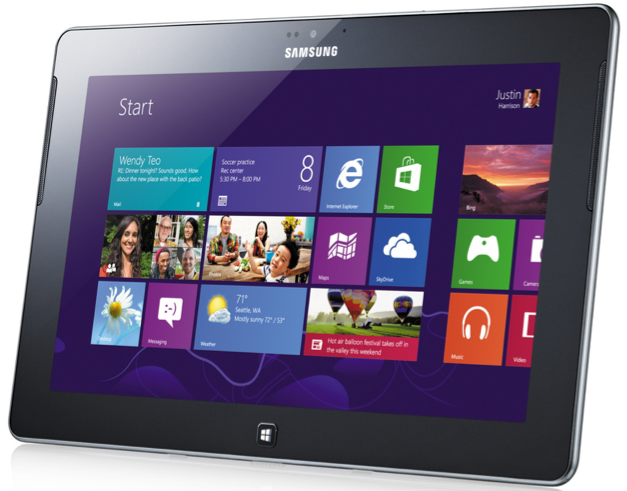 SAMSUNG
Start
Justin
Harrison
Wendy Teo
RE: Dinner tonight? Sounds good. How
about the new place with the back patio?
Mail
8
Soccer practice
Rec center
5:30 PM – 8:00 PM
8
Friday
Internet Explorer
Store
Bing
Photos
Maps
SkyDrive
Games
Camera
Desktop
Messaging
71°
Seattle, WA
Mostly sunny 72° / 53°
Weather
Hot air balloon festival takes off in
the valley this weekend
Music
Video